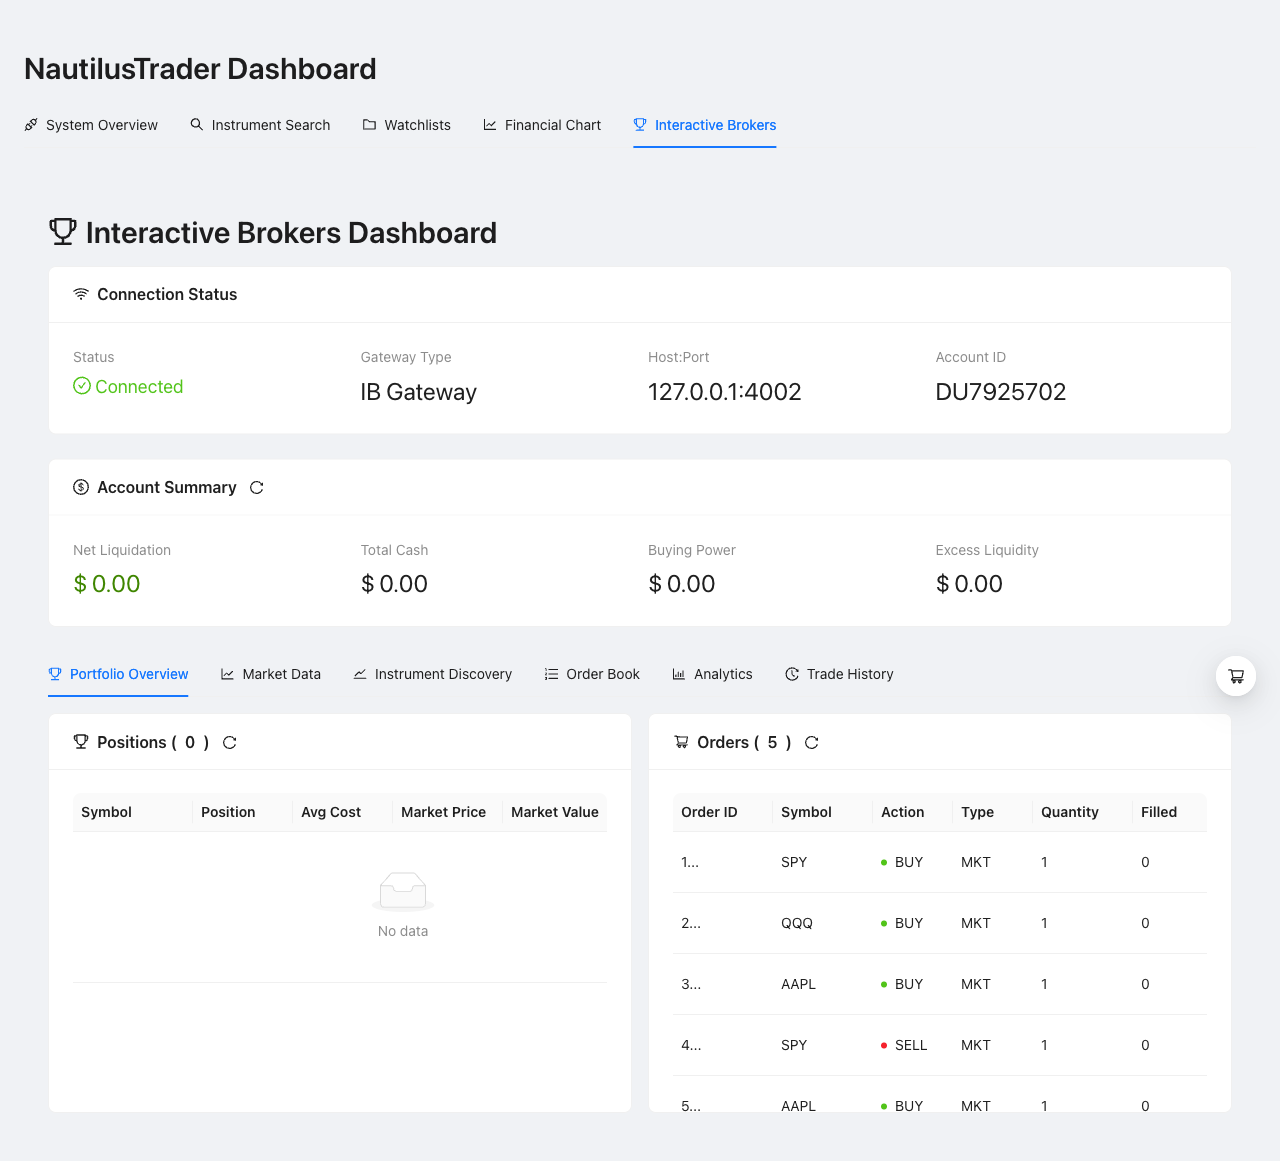 NautilusTrader Dashboard
System Overview Instrument Search Watchlists Financial Chart Interactive Brokers
Interactive Brokers Dashboard
Connection Status
Status Gateway Type Host:Port Account ID
Connected IB Gateway 127.0.0.1:4002 DU7925702
Account Summary
Net Liquidation Total Cash Buying Power Excess Liquidity
$ 0.00 $ 0.00 $ 0.00 $ 0.00
Portfolio Overview Market Data Instrument Discovery Order Book Analytics Trade History
Positions ( 0 )
Symbol Position Avg Cost Market Price Market Value
No data
Orders ( 5 )
Order ID Symbol Action Type Quantity Filled
1... SPY BUY MKT 1 0
2... QQQ BUY MKT 1 0
3... AAPL BUY MKT 1 0
4... SPY SELL MKT 1 0
5... AAPL BUY MKT 1 0